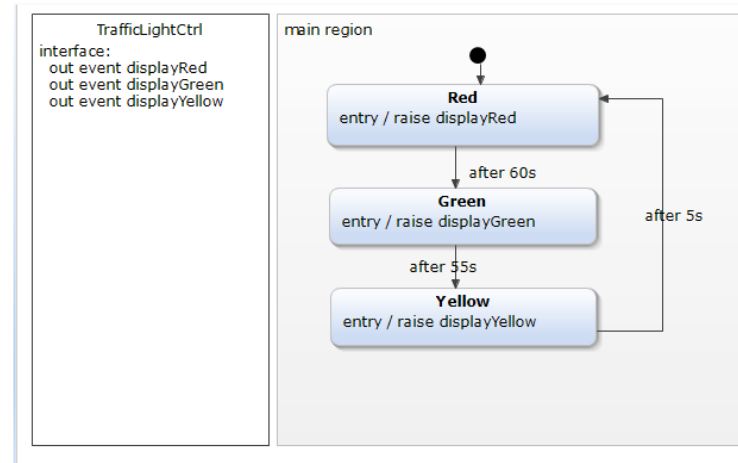 TrafficLightCtrl
interface:
out event displayRed
out event displayGreen
out event displayYellow
main region
Red
entry / raise displayRed
after 60s
Green
entry / raise displayGreen
after 5s
after 55s
Yellow
entry / raise displayYellow